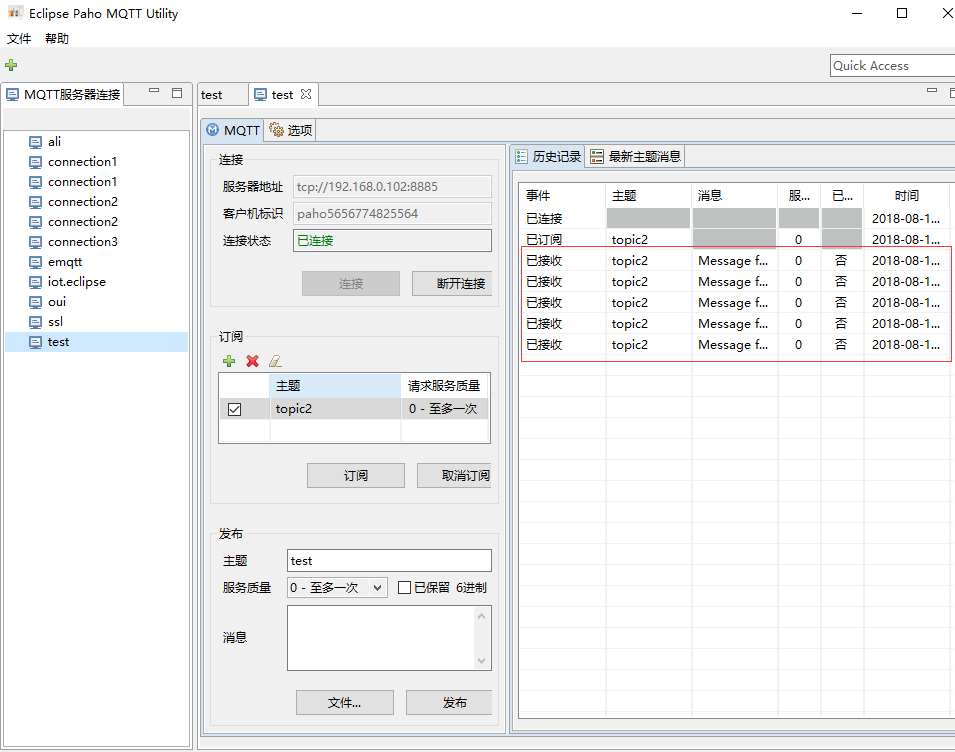 Eclipse Paho MQTT Utility
文件 帮助
Quick Access
MQTT服务器连接
ali
connection1
connection1
connection2
connection2
connection3
emqtt
iot.eclipse
oui
ssl
test
test test
MQTT 选项
连接
服务器地址 tcp://192.168.0.102:8885
客户机标识 paho5656774825564
连接状态 已连接
连接 断开连接
订阅
主题 请求服务质量
topic2 0 - 至多一次
订阅 取消订阅
发布
主题 test
服务质量 0 - 至多一次 已保留 6进制
消息
文件... 发布
历史记录 最新主题消息
事件 主题 消息 服... 已... 时间
已连接 2018-08-1...
已订阅 topic2 0 2018-08-1...
已接收 topic2 Message f... 0 否 2018-08-1...
已接收 topic2 Message f... 0 否 2018-08-1...
已接收 topic2 Message f... 0 否 2018-08-1...
已接收 topic2 Message f... 0 否 2018-08-1...
已接收 topic2 Message f... 0 否 2018-08-1...